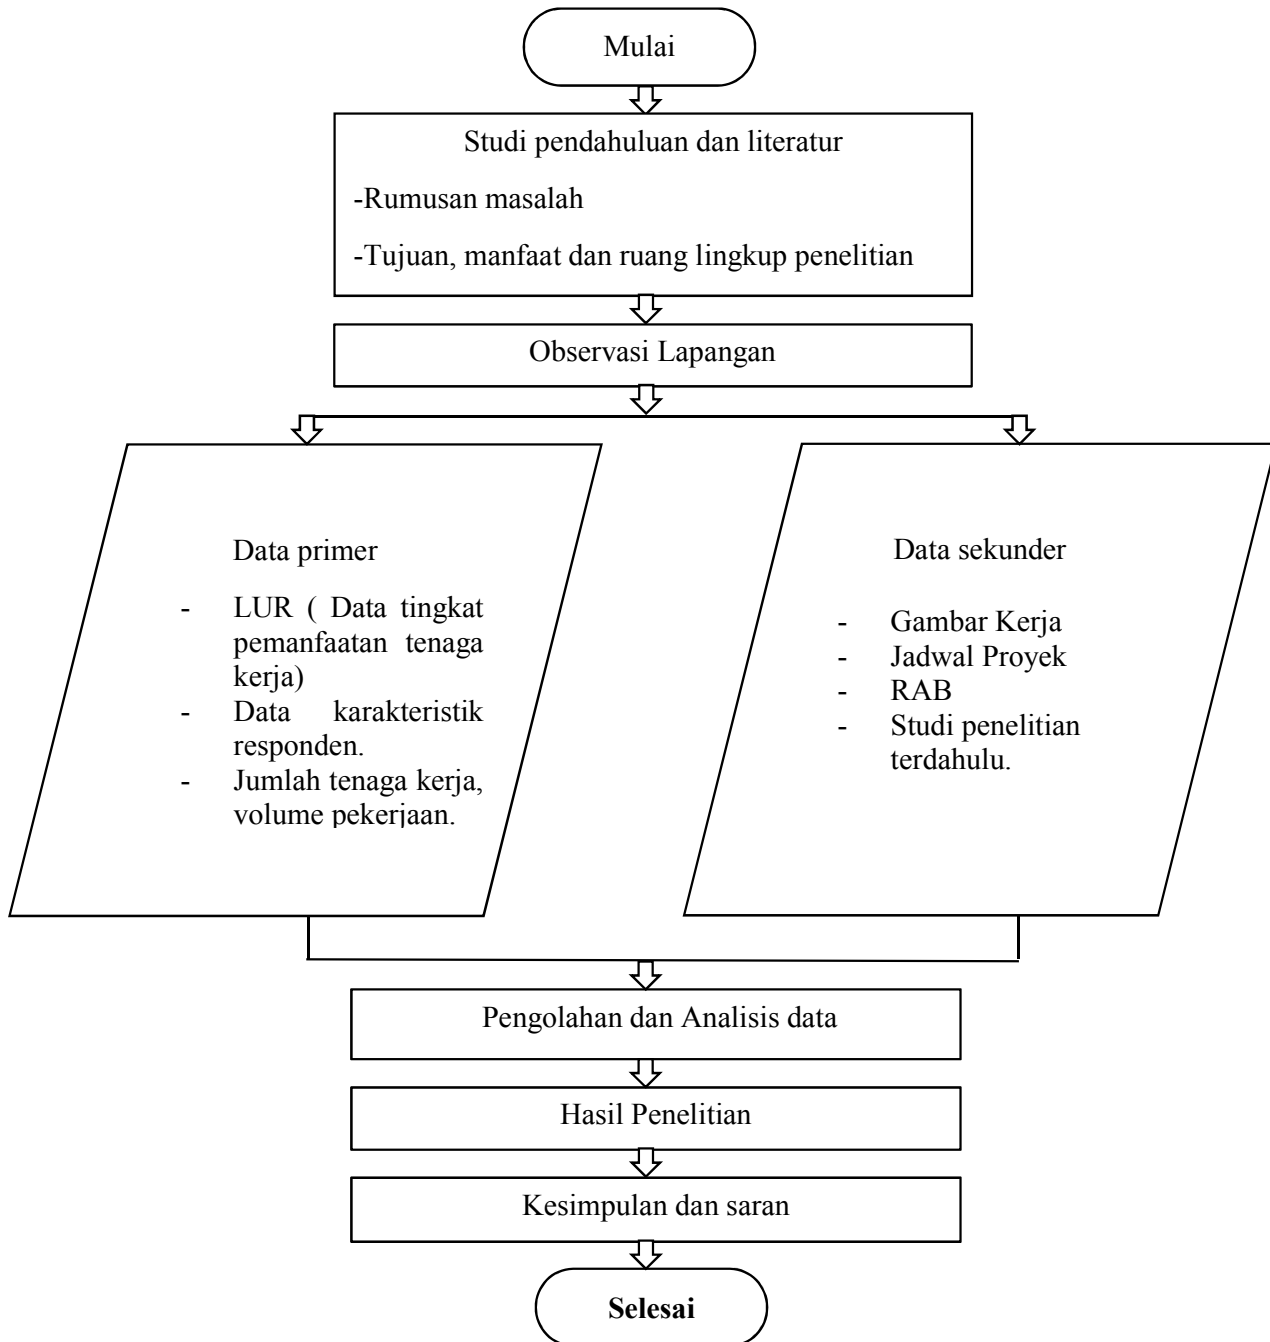 Mulai
Studi pendahuluan dan literatur
-Rumusan masalah
-Tujuan, manfaat dan ruang lingkup penelitian
Observasi Lapangan
Data primer
- LUR ( Data tingkat
pemanfaatan tenaga
kerja)
- Data karakteristik
responden.
- Jumlah tenaga kerja,
volume pekerjaan.
Data sekunder
- Gambar Kerja
- Jadwal Proyek
- RAB
- Studi penelitian
terdahulu.
Pengolahan dan Analisis data
Hasil Penelitian
Kesimpulan dan saran
Selesai